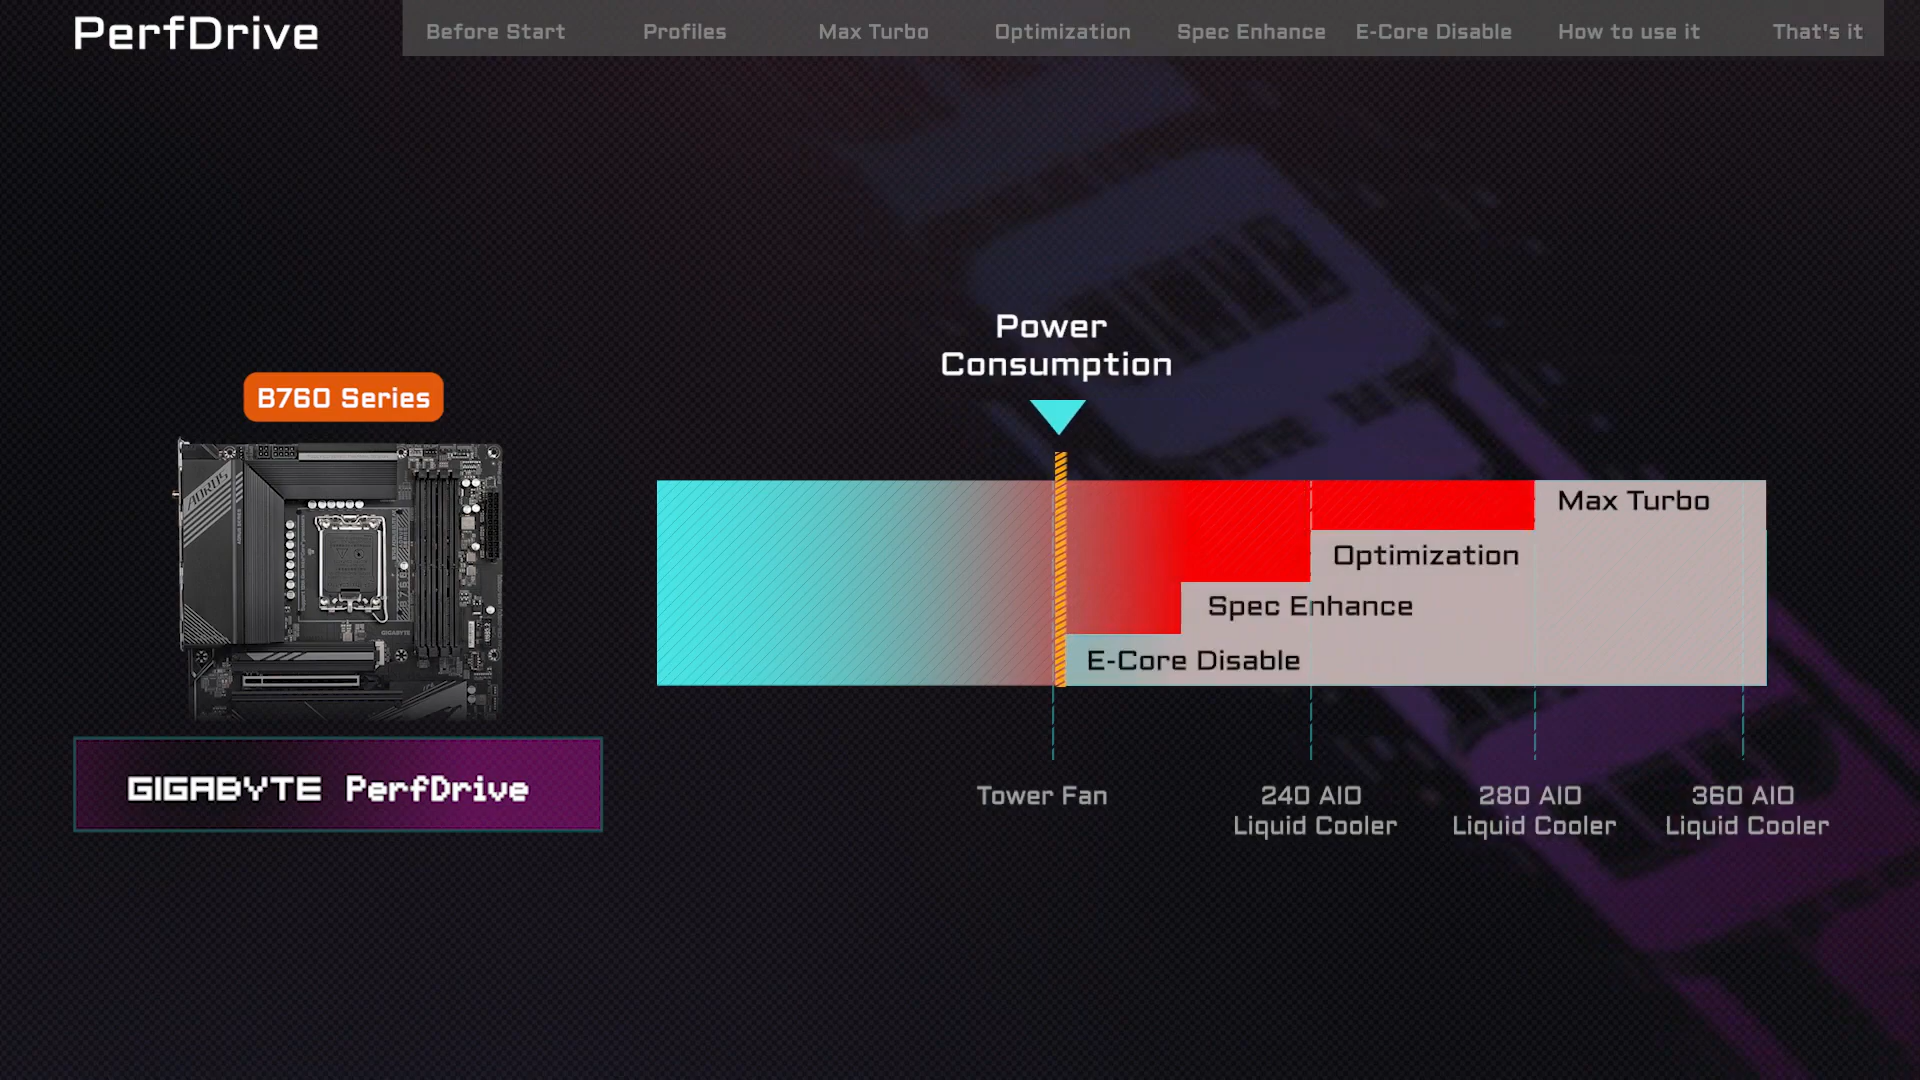 PerfDrive
Before Start
Profiles
Max Turbo
Optimization
Spec Enhance
E-Core Disable
How to use it
That's it
Power
Consumption
B760 Series
AORUS
GIGABYTE
Max Turbo
Optimization
Spec Enhance
E-Core Disable
GIGABYTE PerfDrive
Tower Fan
240 AIO
Liquid Cooler
280 AIO
Liquid Cooler
360 AIO
Liquid Cooler